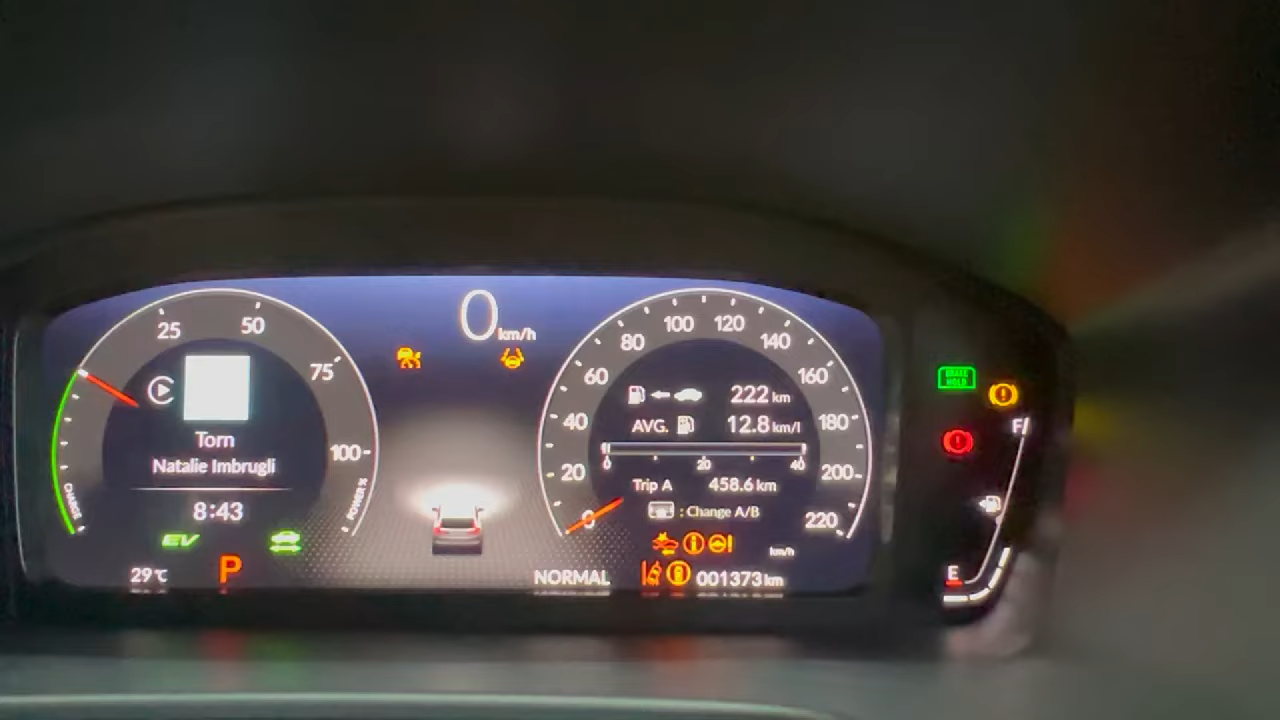 0 km/h
25 50 75 100
CHARGE
POWER %
Torn
Natalie Imbrugli
8:43
EV
29°C
P
0 20 40 60 80 100 120 140 160 180 200 220
km/h
222 km
AVG. 12.8 km/l
0 20 40
Trip A 458.6 km
: Change A/B
NORMAL
001373 km
BRAKE HOLD
F
E